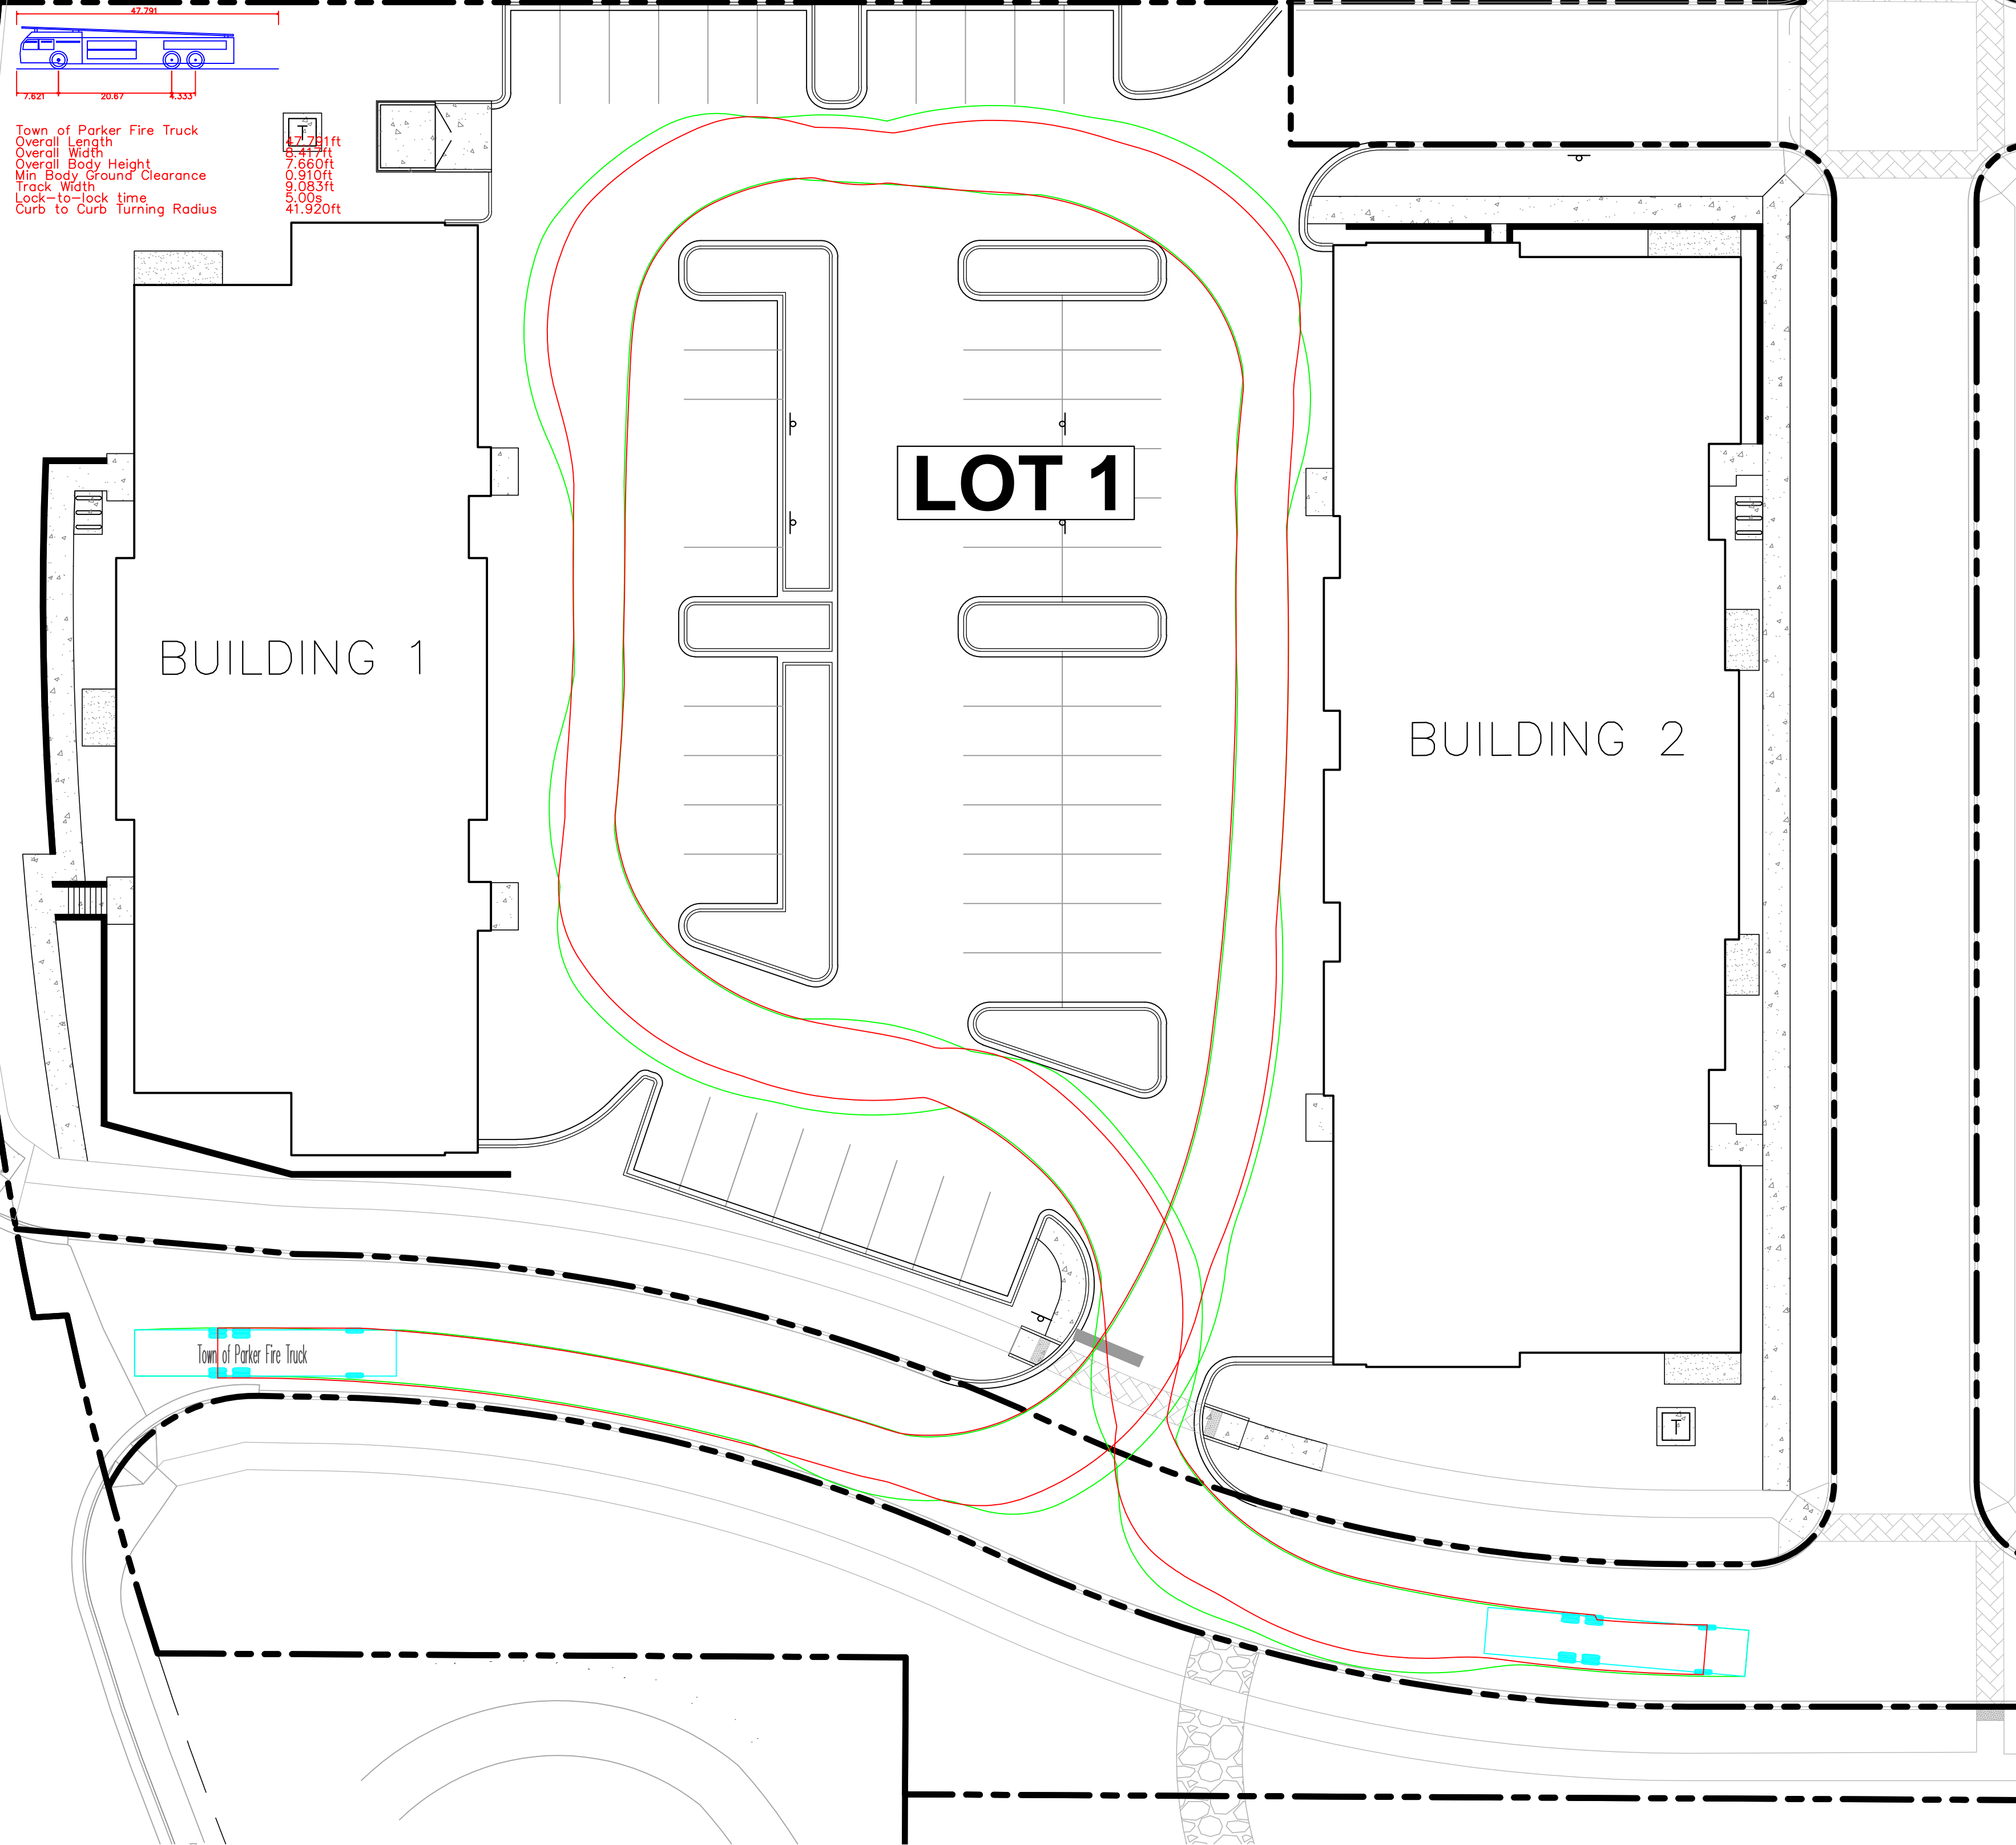 47.791
7.621 20.67 4.333
T
Town of Parker Fire Truck
Overall Length 47.791ft
Overall Width 8.417ft
Overall Body Height 7.660ft
Min Body Ground Clearance 0.910ft
Track Width 9.083ft
Lock-to-lock time 5.00s
Curb to Curb Turning Radius 41.920ft
LOT 1
BUILDING 1
BUILDING 2
Town of Parker Fire Truck
T